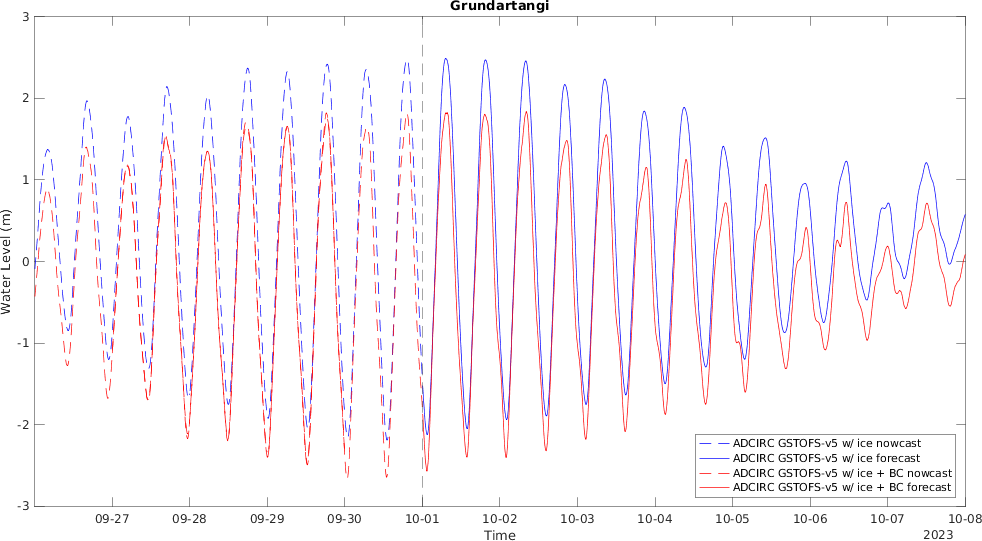 Grundartangi
3
2
1
0
-1
-2
-3
Water Level (m)
ADCIRC GSTOFS-v5 w/ ice nowcast
ADCIRC GSTOFS-v5 w/ ice forecast
ADCIRC GSTOFS-v5 w/ ice + BC nowcast
ADCIRC GSTOFS-v5 w/ ice + BC forecast
09-27 09-28 09-29 09-30 10-01 10-02 10-03 10-04 10-05 10-06 10-07 10-08
Time
2023